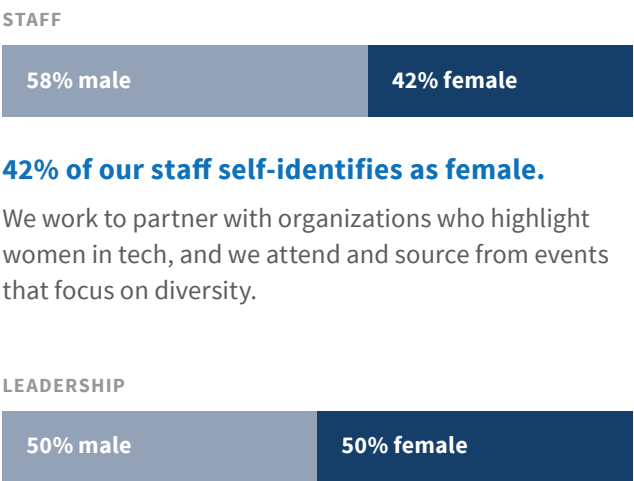 STAFF
58% male
42% female
42% of our staff self-identifies as female.
We work to partner with organizations who highlight
women in tech, and we attend and source from events
that focus on diversity.
LEADERSHIP
50% male
50% female